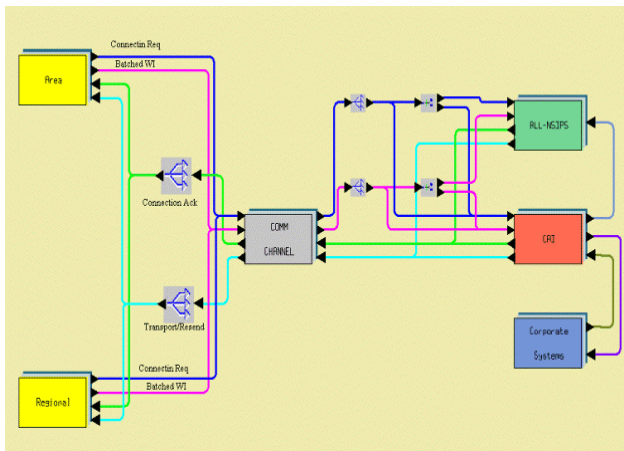 Connectin Req
Batched WI
Area
ALL-NSIPS
Connection Ack
COMM
CHANNEL
CAI
Transport/Resend
Corporate
Systems
Connectin Req
Batched WI
Regional